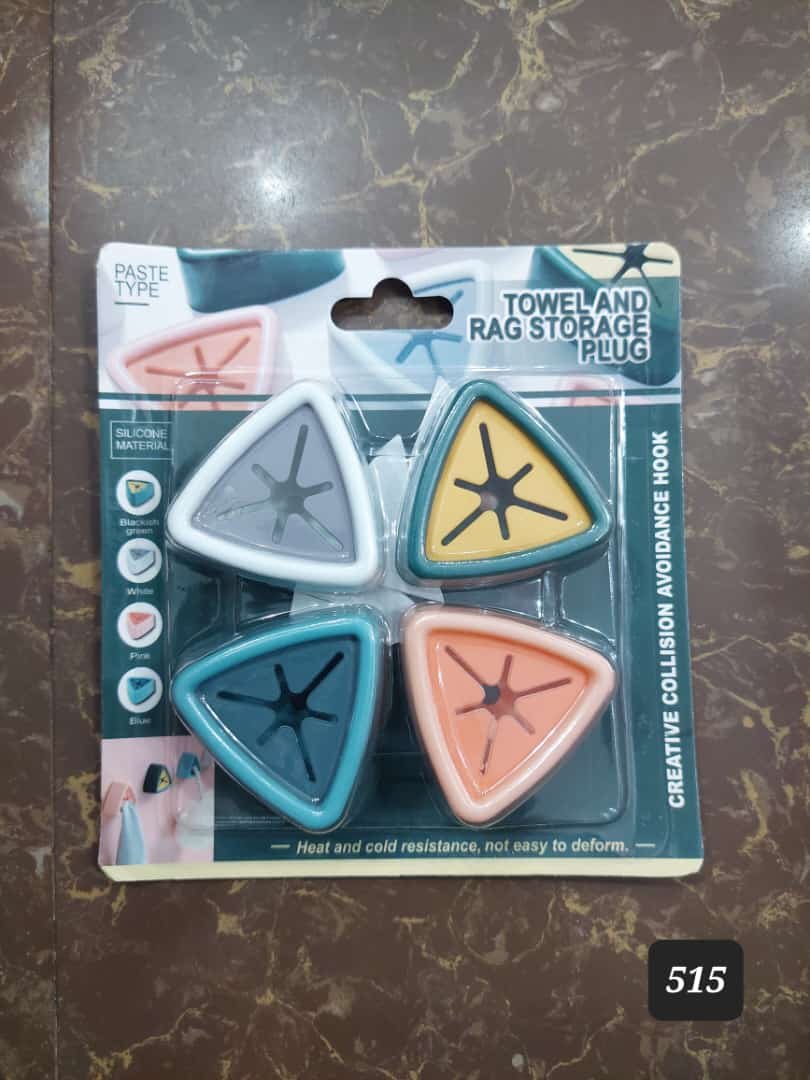 PASTE
TYPE
TOWEL AND
RAG STORAGE
PLUG
SILICONE
MATERIAL
Blackish
green
White
Pink
Blue
CREATIVE COLLISION AVOIDANCE HOOK
— Heat and cold resistance, not easy to deform. —
515